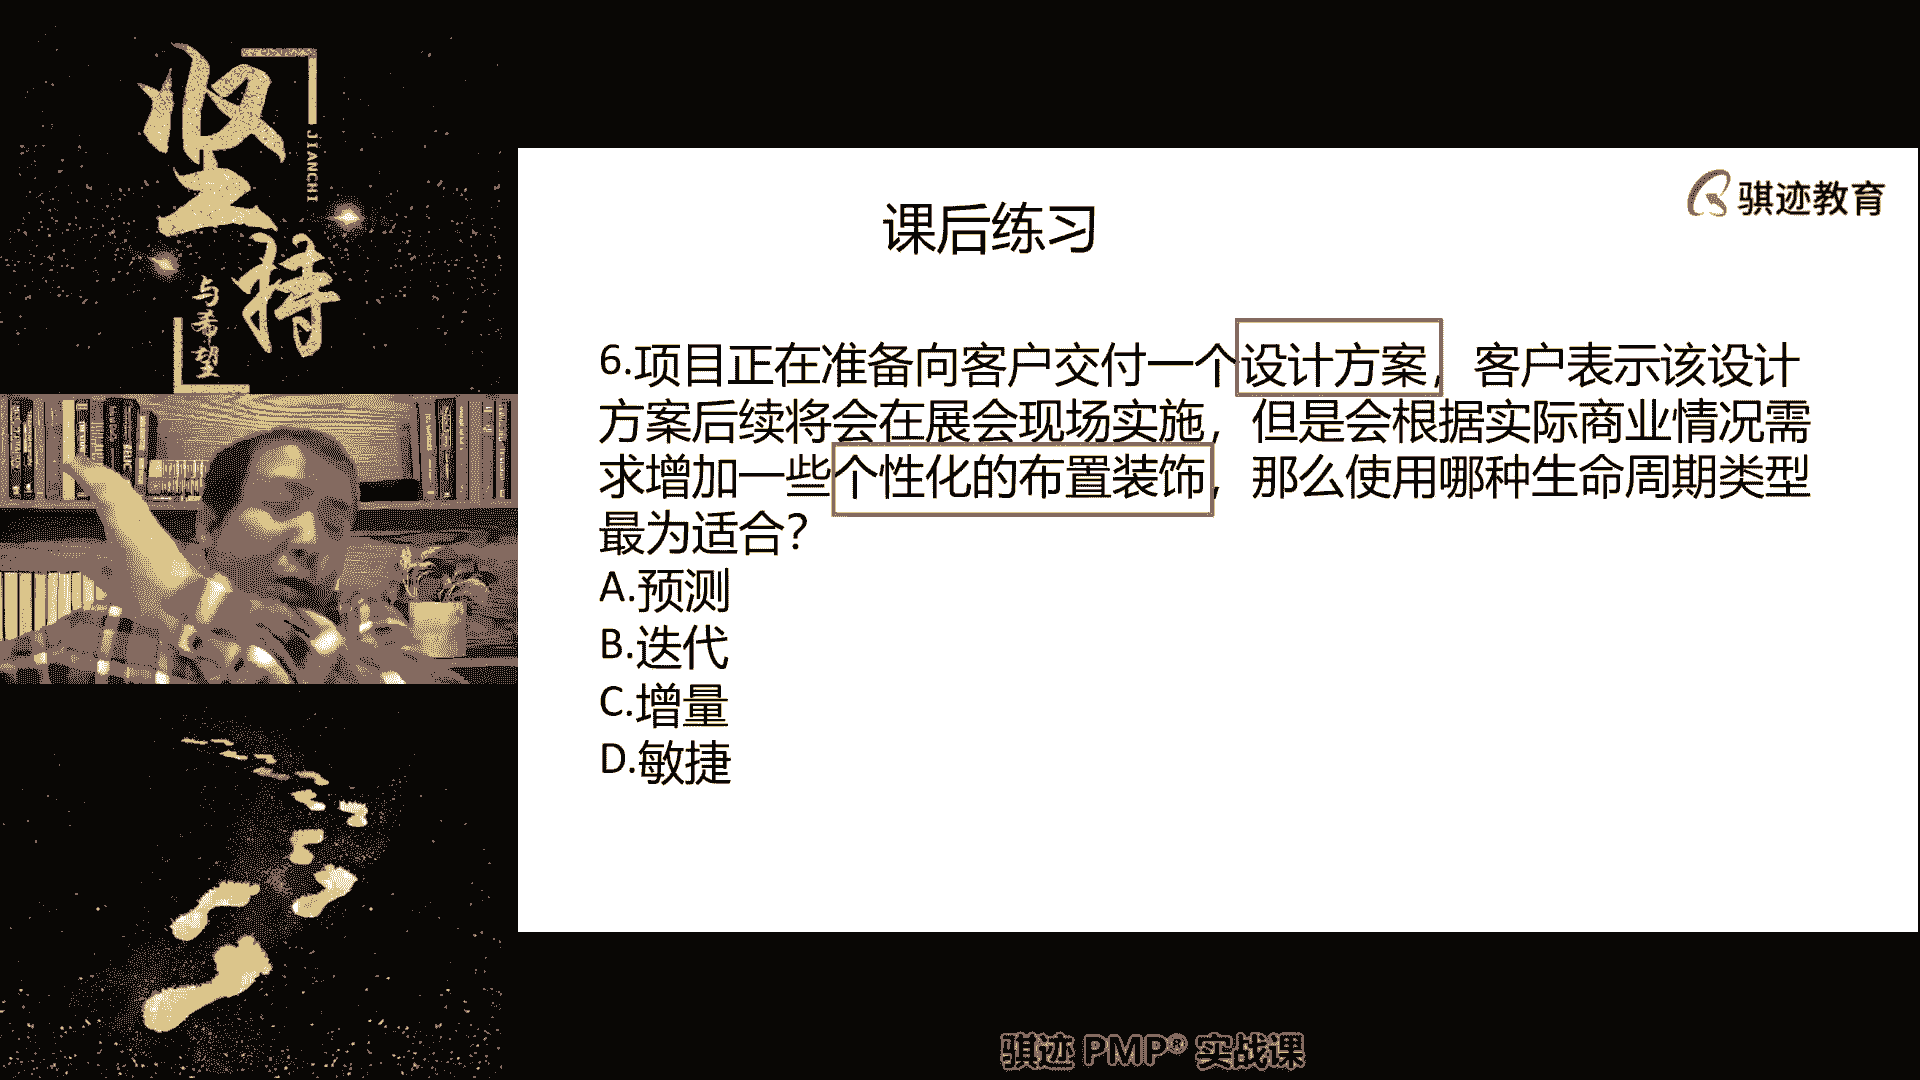 坚持
JIANCHI
与希望
骐迹教育
课后练习
6.项目正在准备向客户交付一个设计方案，客户表示该设计
方案后续将会在展会现场实施，但是会根据实际商业情况需
求增加一些个性化的布置装饰，那么使用哪种生命周期类型
最为适合？
A.预测
B.迭代
C.增量
D.敏捷
骐迹 PMP® 实战课